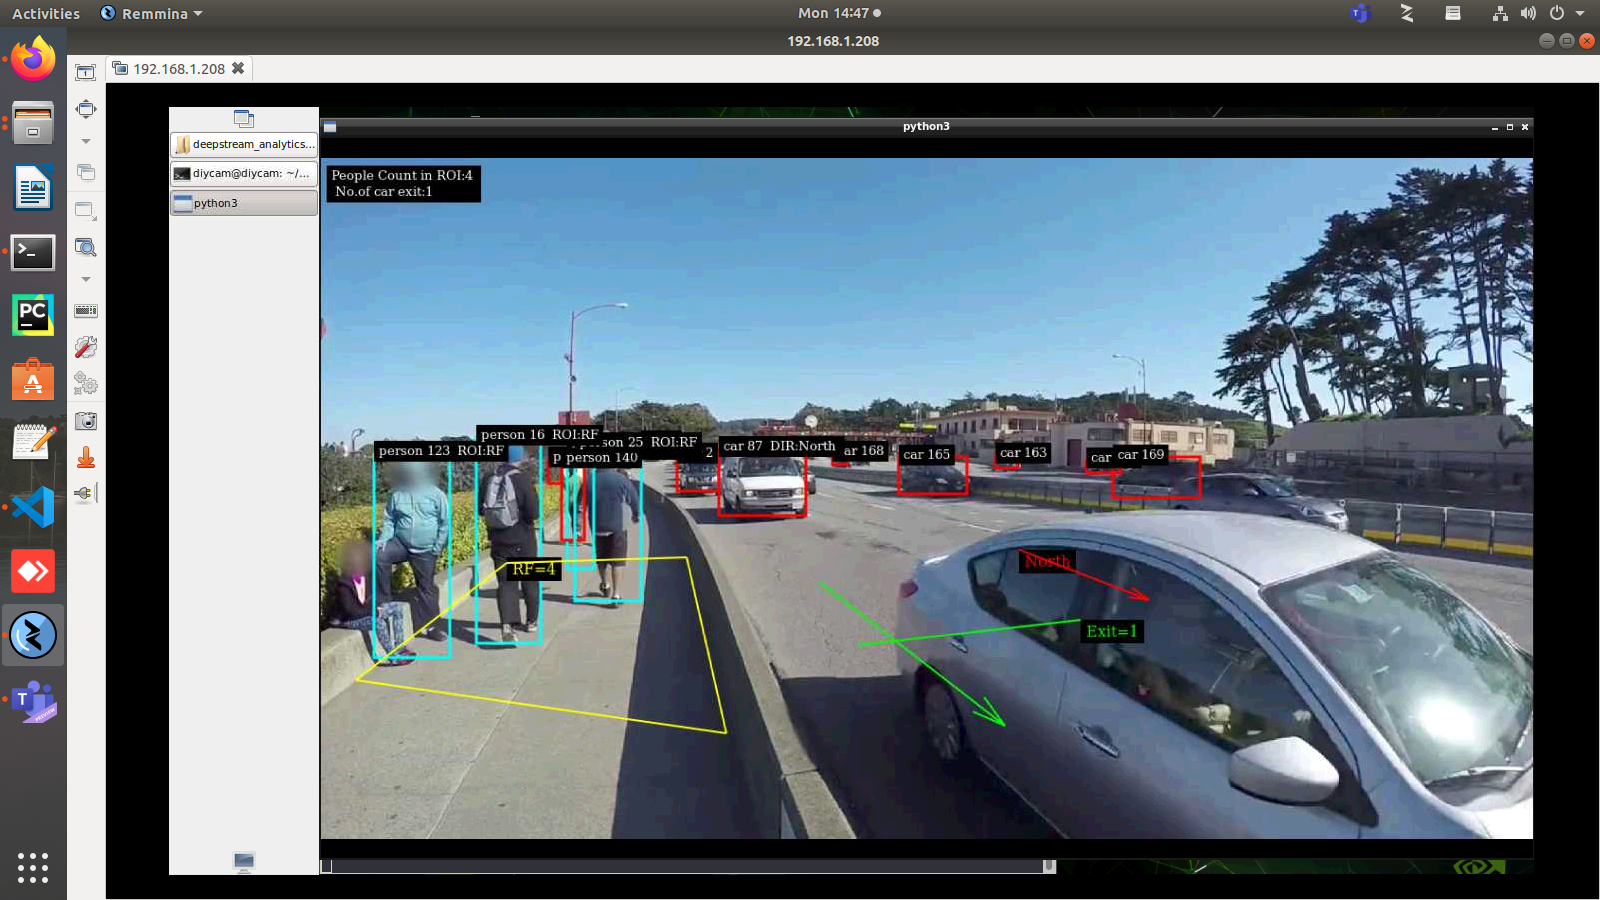 Activities
Remmina
Mon 14:47
192.168.1.208
192.168.1.208
deepstream_analytics...
diycam@diycam: ~/...
python3
python3
People Count in ROI:4
No.of car exit:1
person 123 ROI:RF
person 16 ROI:RF
person 25 ROI:RF
p person 140
2
car 87 DIR:North
ar 168
car 165
car 163
car
car 169
RF=4
North
Exit=1
PC
T
PREVIEW